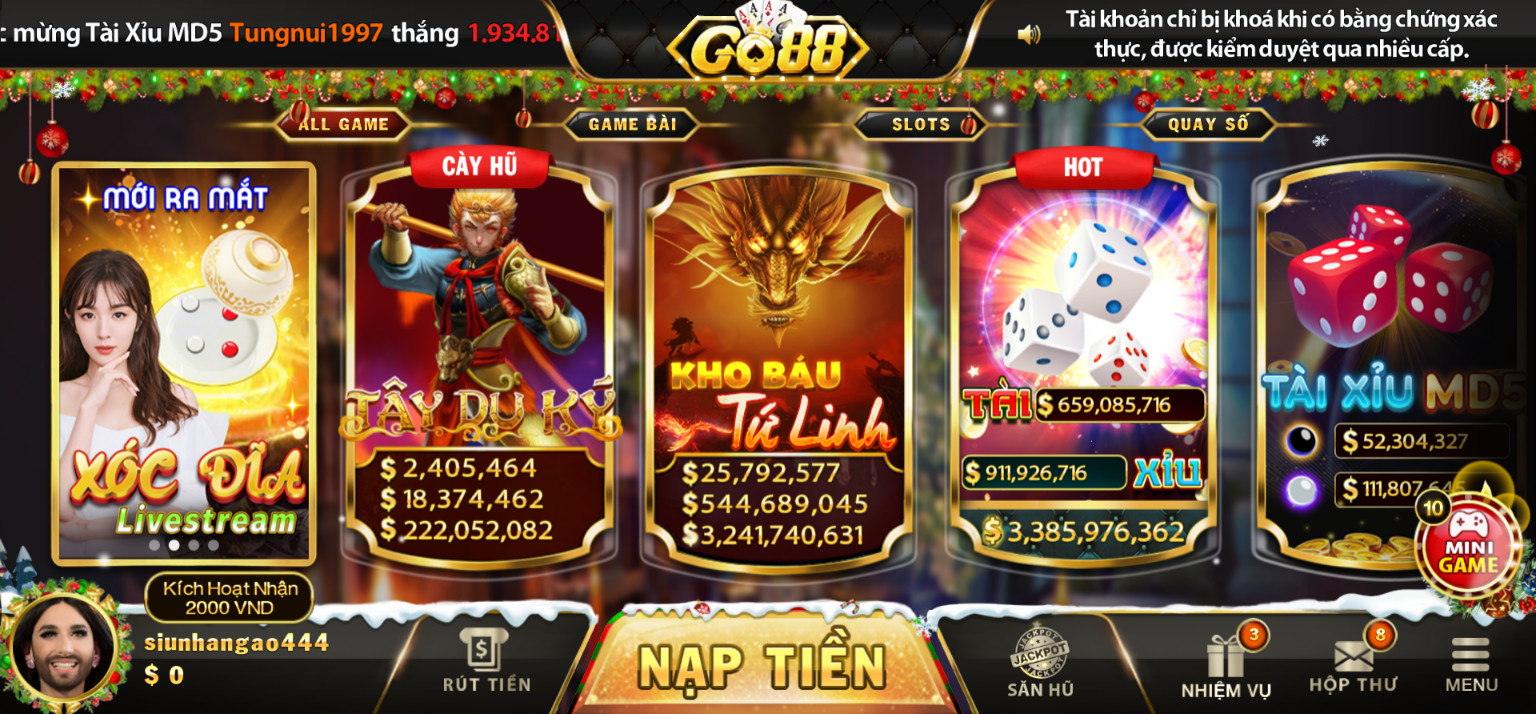 mừng Tài Xỉu MD5 Tungnui1997 thắng 1.934.81
GO88
Tài khoản chỉ bị khoá khi có bằng chứng xác
thực, được kiểm duyệt qua nhiều cấp.
ALL GAME
GAME BÀI
SLOTS
QUAY SỐ
MỚI RA MẮT
XÓC ĐĨA
Livestream
CÀY HŨ
TÂY DU KÝ
$ 2,405,464
$ 18,374,462
$ 222,052,082
KHO BÁU
Tứ Linh
$25,792,577
$544,689,045
$3,241,740,631
HOT
TÀI $ 659,085,716
$ 911,926,716 XỈU
$ 3,385,976,362
TÀI XỈU MD5
$ 52,304,327
$ 111,807,645
10
MINI
GAME
Kích Hoạt Nhận
2000 VND
siunhangao444
$ 0
RÚT TIỀN
NẠP TIỀN
JACKPOT
JACKPOT
JACKPOT
SĂN HŨ
3
NHIỆM VỤ
8
HỘP THƯ
MENU